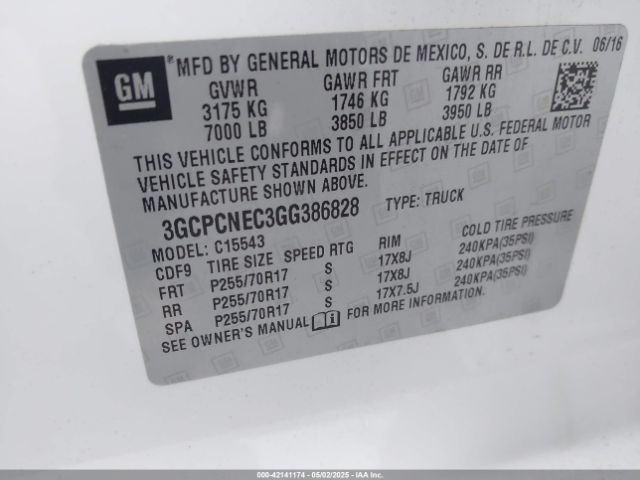 GM
® MFD BY GENERAL MOTORS DE MEXICO, S. DE R.L. DE C.V. 06/16
GVWR GAWR FRT GAWR RR
3175 KG 1746 KG 1792 KG
7000 LB 3850 LB 3950 LB
THIS VEHICLE CONFORMS TO ALL APPLICABLE U.S. FEDERAL MOTOR
VEHICLE SAFETY STANDARDS IN EFFECT ON THE DATE OF
MANUFACTURE SHOWN ABOVE.
3GCPCNEC3GG386828 TYPE: TRUCK
MODEL: C15543
CDF9 TIRE SIZE SPEED RTG RIM COLD TIRE PRESSURE
FRT P255/70R17 S 17X8J 240KPA(35PSI)
RR P255/70R17 S 17X8J 240KPA(35PSI)
SPA P255/70R17 S 17X7.5J 240KPA(35PSI)
SEE OWNER'S MANUAL FOR MORE INFORMATION.
000-42141174 - 05/02/2025 - IAA Inc.